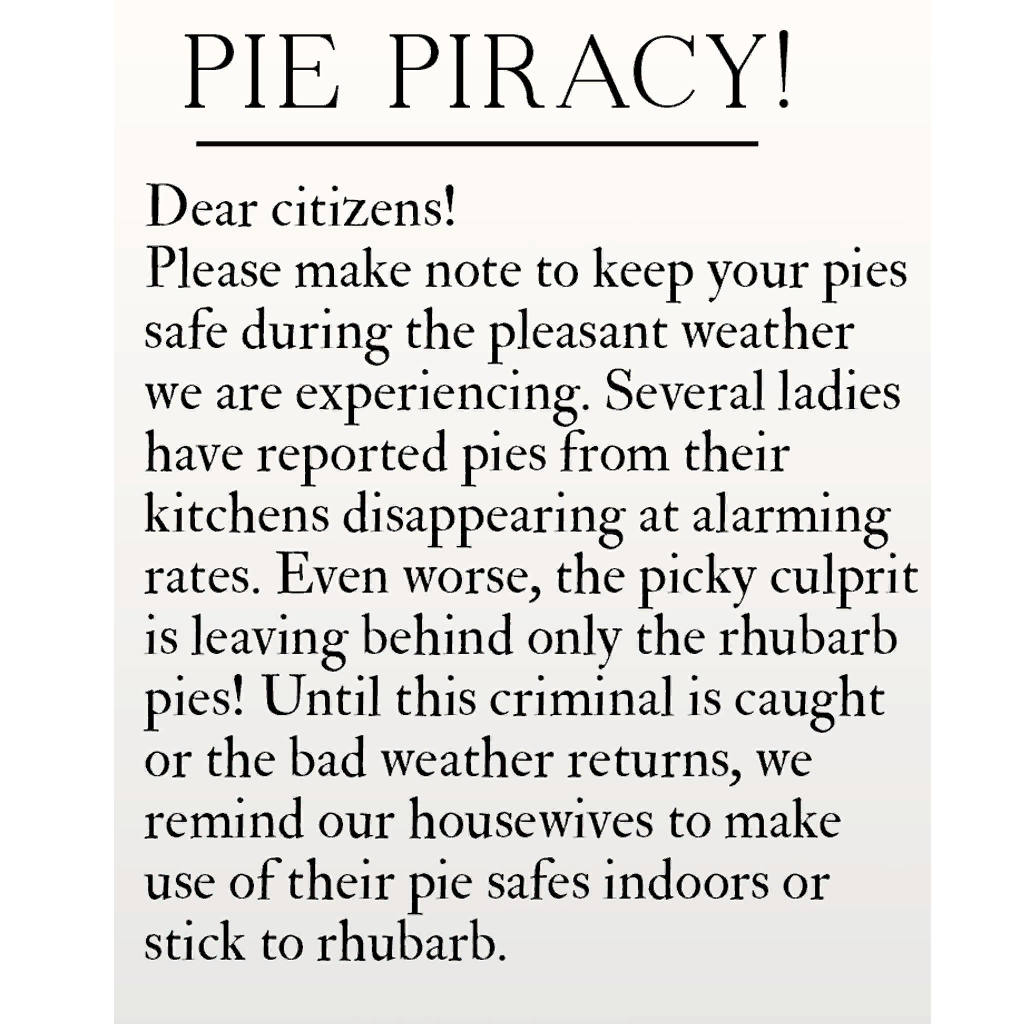 PIE PIRACY!
Dear citizens!
Please make note to keep your pies
safe during the pleasant weather
we are experiencing. Several ladies
have reported pies from their
kitchens disappearing at alarming
rates. Even worse, the picky culprit
is leaving behind only the rhubarb
pies! Until this criminal is caught
or the bad weather returns, we
remind our housewives to make
use of their pie safes indoors or
stick to rhubarb.